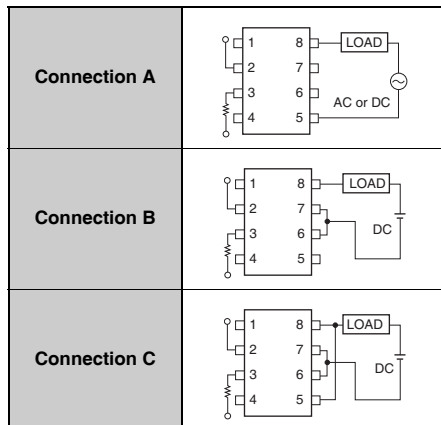 Connection A
1 8 LOAD
2 7
3 6
AC or DC
4 5
Connection B
1 8 LOAD
2 7
DC
3 6
4 5
Connection C
1 8 LOAD
2 7
DC
3 6
4 5